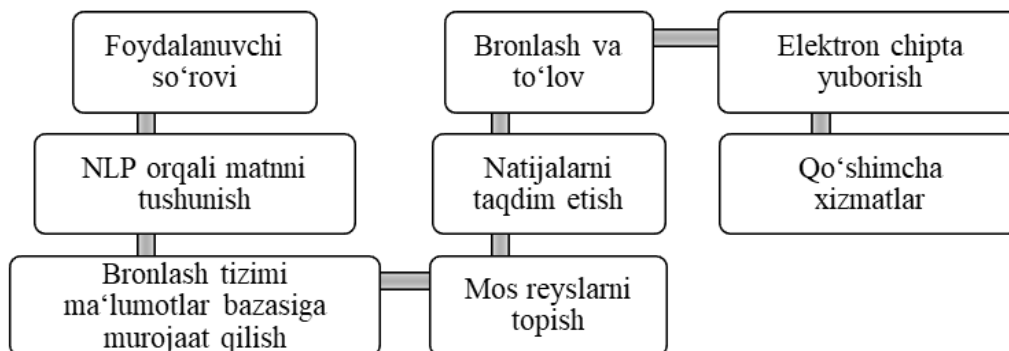 Foydalanuvchi
so‘rovi
NLP orqali matnni
tushunish
Bronlash tizimi
ma‘lumotlar bazasiga
murojaat qilish
Mos reyslarni
topish
Natijalarni
taqdim etish
Bronlash va
to‘lov
Elektron chipta
yuborish
Qo‘shimcha
xizmatlar